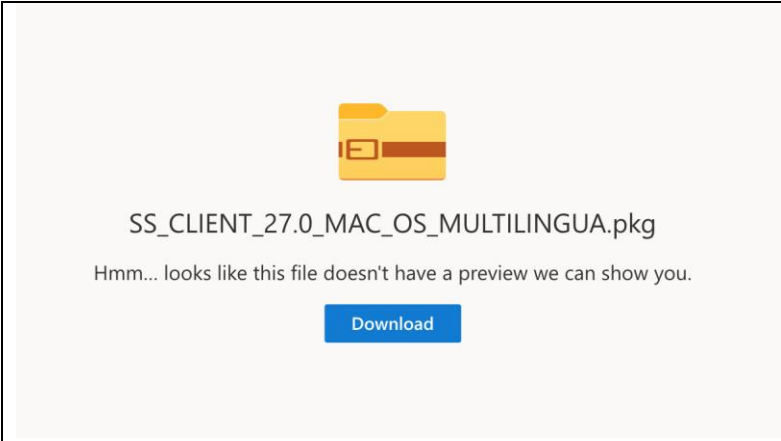 SS_CLIENT_27.0_MAC_OS_MULTILINGUA.pkg
Hmm... looks like this file doesn't have a preview we can show you.
Download